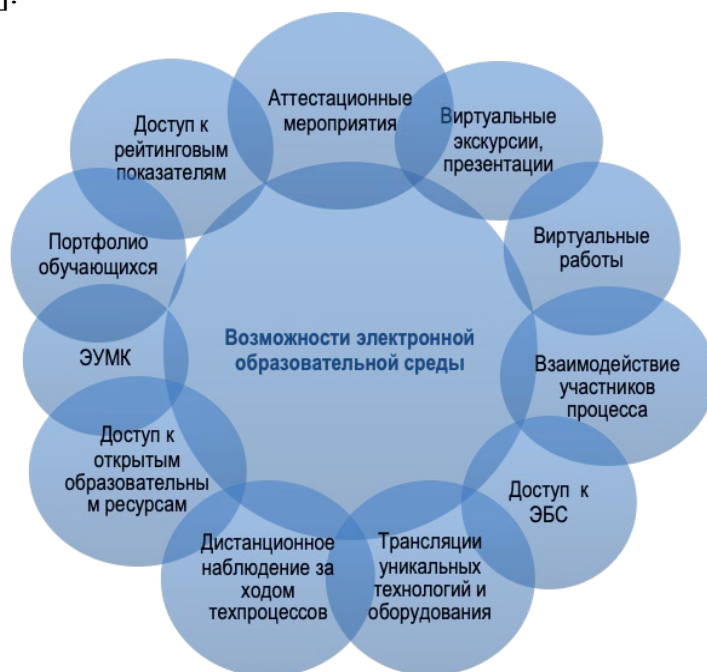 ].
Аттестационные
мероприятия
Виртуальные
экскурсии,
презентации
Виртуальные
работы
Взаимодействие
участников
процесса
Доступ к
ЭБС
Трансляции
уникальных
технологий и
оборудования
Дистанционное
наблюдение за
ходом
техпроцессов
Доступ к
открытым
образовательны
м ресурсам
ЭУМК
Портфолио
обучающихся
Доступ к
рейтинговым
показателям
Возможности электронной
образовательной среды